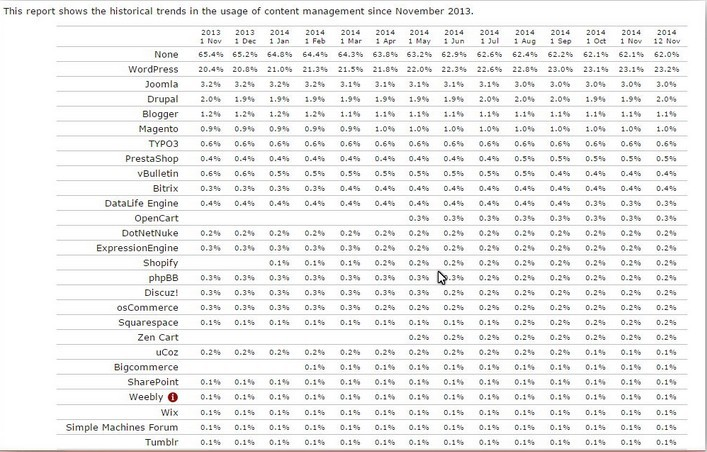 This report shows the historical trends in the usage of content management since November 2013.
2013 2013 2014 2014 2014 2014 2014 2014 2014 2014 2014 2014 2014 2014
1 Nov 1 Dec 1 Jan 1 Feb 1 Mar 1 Apr 1 May 1 Jun 1 Jul 1 Aug 1 Sep 1 Oct 1 Nov 12 Nov
None 65.4% 65.2% 64.8% 64.4% 64.3% 63.8% 63.2% 62.9% 62.6% 62.4% 62.2% 62.1% 62.1% 62.0%
WordPress 20.4% 20.8% 21.0% 21.3% 21.5% 21.8% 22.0% 22.3% 22.6% 22.8% 23.0% 23.1% 23.1% 23.2%
Joomla 3.2% 3.2% 3.2% 3.2% 3.1% 3.1% 3.1% 3.1% 3.1% 3.0% 3.0% 3.0% 3.0% 3.0%
Drupal 2.0% 1.9% 1.9% 1.9% 1.9% 1.9% 1.9% 1.9% 2.0% 2.0% 2.0% 1.9% 1.9% 2.0%
Blogger 1.2% 1.2% 1.2% 1.2% 1.1% 1.1% 1.1% 1.1% 1.1% 1.1% 1.1% 1.1% 1.1% 1.1%
Magento 0.9% 0.9% 0.9% 0.9% 0.9% 1.0% 1.0% 1.0% 1.0% 1.0% 1.0% 1.0% 1.0% 1.0%
TYPO3 0.6% 0.6% 0.6% 0.6% 0.6% 0.6% 0.6% 0.6% 0.6% 0.6% 0.6% 0.6% 0.6% 0.6%
PrestaShop 0.4% 0.4% 0.4% 0.4% 0.4% 0.4% 0.4% 0.4% 0.4% 0.5% 0.5% 0.5% 0.5% 0.5%
vBulletin 0.6% 0.6% 0.5% 0.5% 0.5% 0.5% 0.5% 0.5% 0.5% 0.5% 0.4% 0.4% 0.4% 0.4%
Bitrix 0.3% 0.3% 0.3% 0.3% 0.4% 0.4% 0.4% 0.4% 0.4% 0.4% 0.4% 0.4% 0.4% 0.4%
DataLife Engine 0.4% 0.4% 0.4% 0.4% 0.4% 0.4% 0.4% 0.4% 0.4% 0.4% 0.4% 0.3% 0.3% 0.3%
OpenCart 0.3% 0.3% 0.3% 0.3% 0.3% 0.3% 0.3% 0.3%
DotNetNuke 0.2% 0.2% 0.2% 0.2% 0.2% 0.2% 0.2% 0.2% 0.2% 0.2% 0.2% 0.2% 0.2% 0.2%
ExpressionEngine 0.3% 0.3% 0.3% 0.3% 0.3% 0.2% 0.2% 0.2% 0.2% 0.2% 0.2% 0.2% 0.2% 0.2%
Shopify 0.1% 0.1% 0.1% 0.2% 0.2% 0.2% 0.2% 0.2% 0.2% 0.2% 0.2% 0.2%
phpBB 0.3% 0.3% 0.3% 0.3% 0.3% 0.3% 0.3% 0.3% 0.2% 0.2% 0.2% 0.2% 0.2% 0.2%
Discuz! 0.3% 0.3% 0.3% 0.3% 0.3% 0.3% 0.3% 0.2% 0.2% 0.2% 0.2% 0.2% 0.2% 0.2%
osCommerce 0.3% 0.3% 0.3% 0.3% 0.3% 0.2% 0.2% 0.2% 0.2% 0.2% 0.2% 0.2% 0.2% 0.2%
Squarespace 0.1% 0.1% 0.1% 0.1% 0.1% 0.1% 0.1% 0.1% 0.1% 0.1% 0.2% 0.2% 0.2% 0.2%
Zen Cart 0.2% 0.2% 0.2% 0.2% 0.2% 0.2% 0.2% 0.2%
uCoz 0.2% 0.2% 0.2% 0.2% 0.2% 0.2% 0.2% 0.2% 0.2% 0.2% 0.2% 0.1% 0.1% 0.1%
Bigcommerce 0.1% 0.1% 0.1% 0.1% 0.1% 0.1% 0.1% 0.1% 0.1% 0.1% 0.1%
SharePoint 0.1% 0.1% 0.1% 0.1% 0.1% 0.1% 0.1% 0.1% 0.1% 0.1% 0.1% 0.1% 0.1% 0.1%
Weebly 0.1% 0.1% 0.1% 0.1% 0.1% 0.1% 0.1% 0.1% 0.1% 0.1% 0.1% 0.1% 0.1% 0.1%
Wix 0.1% 0.1% 0.1% 0.1% 0.1% 0.1% 0.1% 0.1% 0.1% 0.1% 0.1% 0.1% 0.1% 0.1%
Simple Machines Forum 0.1% 0.1% 0.1% 0.1% 0.1% 0.1% 0.1% 0.1% 0.1% 0.1% 0.1% 0.1% 0.1% 0.1%
Tumblr 0.1% 0.1% 0.1% 0.1% 0.1% 0.1% 0.1% 0.1% 0.1% 0.1% 0.1% 0.1% 0.1% 0.1%